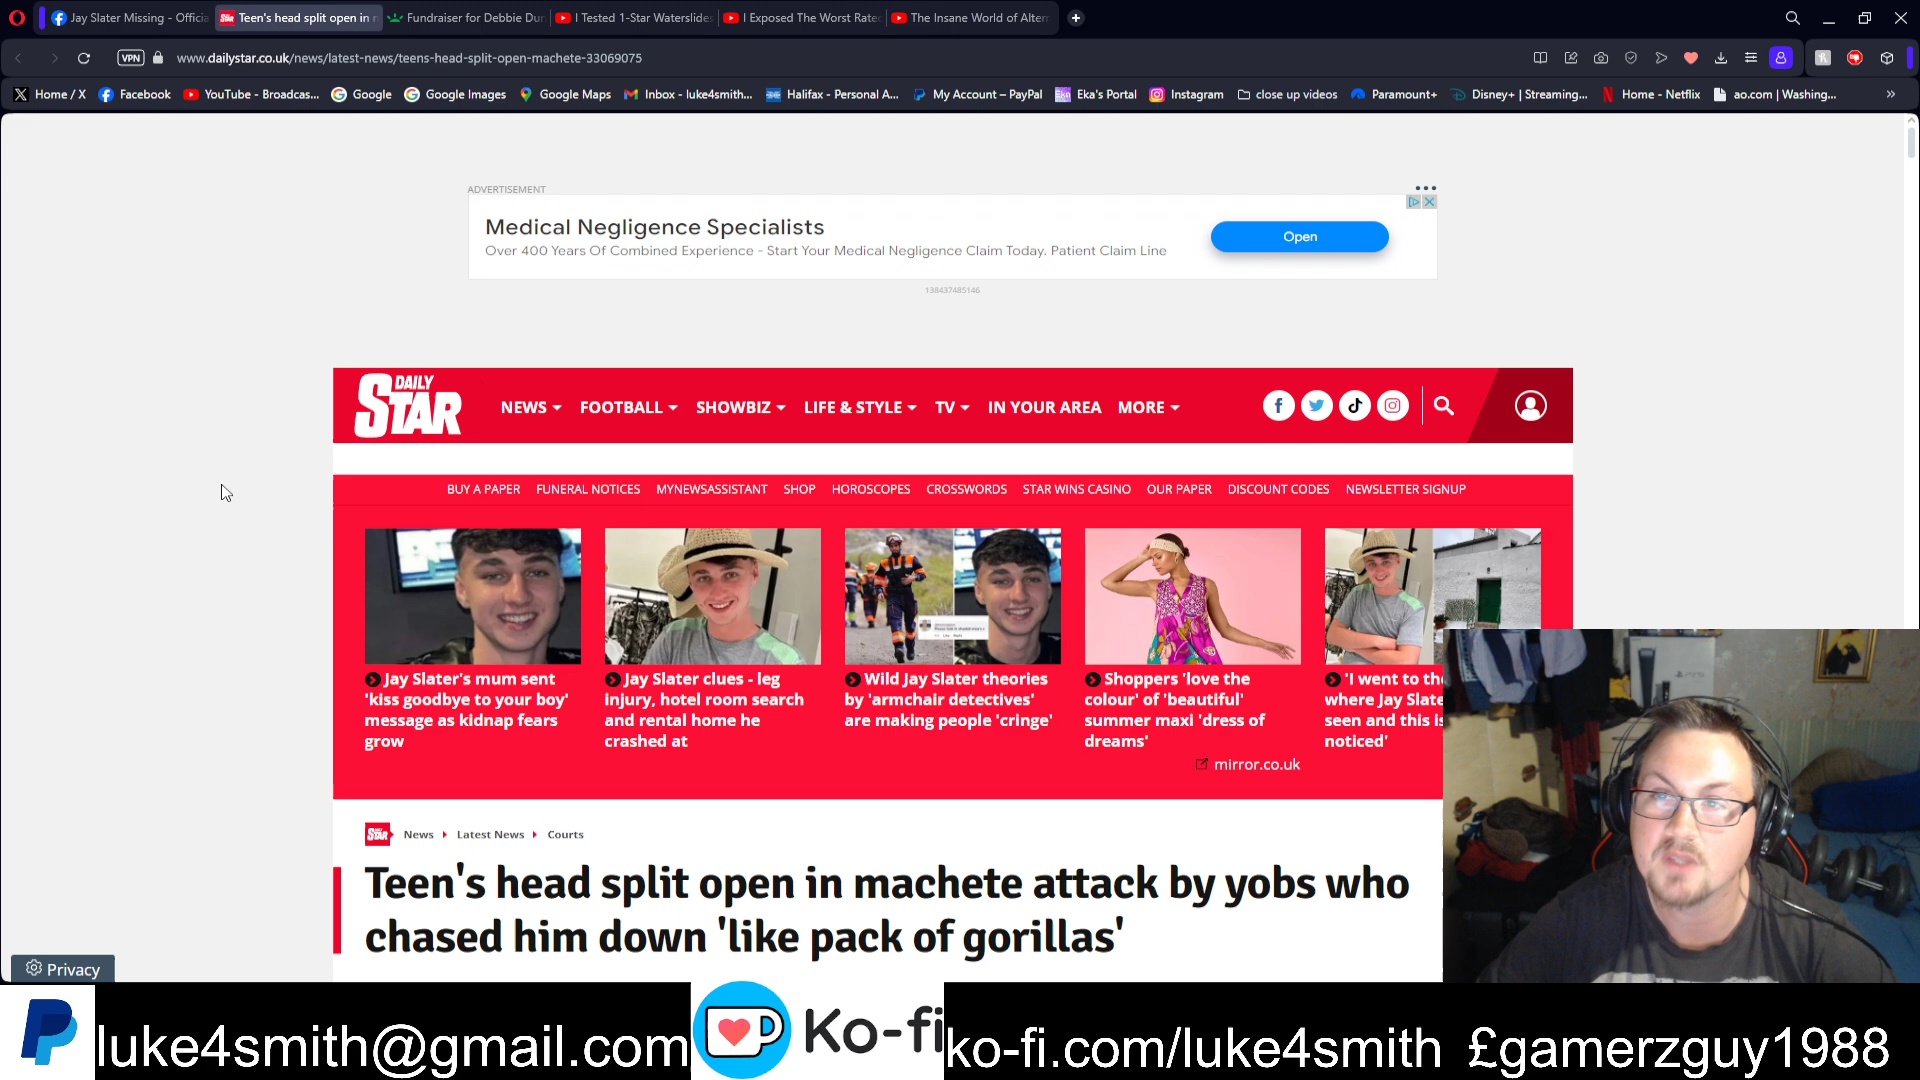 Jay Slater Missing - Officia
Teen's head split open in
Fundraiser for Debbie Dun
I Tested 1-Star Waterslides
I Exposed The Worst Rate
The Insane World of Altern
VPN www.dailystar.co.uk/news/latest-news/teens-head-split-open-machete-33069075
Home / X Facebook YouTube - Broadcas... Google Google Images Google Maps Inbox - luke4smith... Halifax - Personal A... My Account – PayPal Eka's Portal Instagram close up videos Paramount+ Disney+ | Streaming... Home - Netflix ao.com | Washing...
ADVERTISEMENT
Medical Negligence Specialists
Over 400 Years Of Combined Experience - Start Your Medical Negligence Claim Today. Patient Claim Line
Open
138437485146
DAILY STAR
NEWS FOOTBALL SHOWBIZ LIFE & STYLE TV IN YOUR AREA MORE
BUY A PAPER FUNERAL NOTICES MYNEWSASSISTANT SHOP HOROSCOPES CROSSWORDS STAR WINS CASINO OUR PAPER DISCOUNT CODES NEWSLETTER SIGNUP
Jay Slater's mum sent
'kiss goodbye to your boy'
message as kidnap fears
grow
Jay Slater clues - leg
injury, hotel room search
and rental home he
crashed at
Wild Jay Slater theories
by 'armchair detectives'
are making people 'cringe'
Shoppers 'love the
colour' of 'beautiful'
summer maxi 'dress of
dreams'
mirror.co.uk
'I went to the
where Jay Slate
seen and this is
noticed'
STAR News Latest News Courts
Teen's head split open in machete attack by yobs who
chased him down 'like pack of gorillas'
Privacy
luke4smith@gmail.com
Ko-fi
ko-fi.com/luke4smith £gamerzguy1988